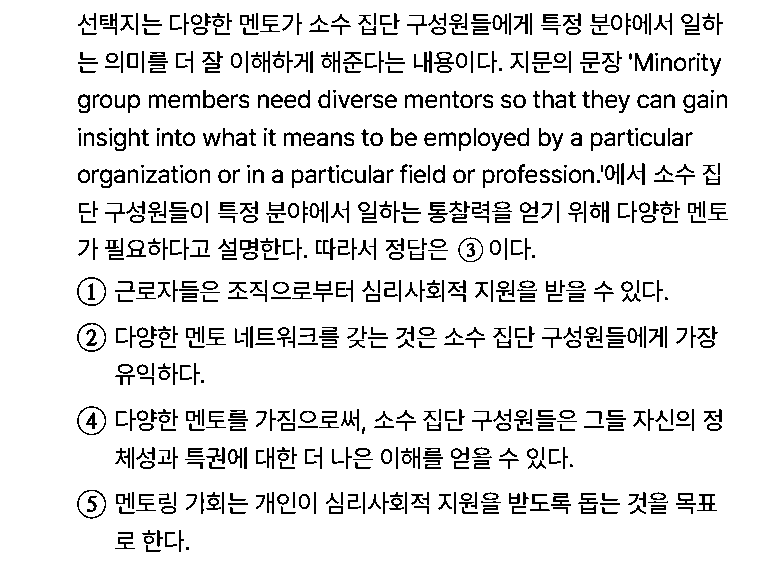 선택지는 다양한 멘토가 소수 집단 구성원들에게 특정 분야에서 일하
는 의미를 더 잘 이해하게 해준다는 내용이다. 지문의 문장 'Minority
group members need diverse mentors so that they can gain
insight into what it means to be employed by a particular
organization or in a particular field or profession.'에서 소수 집
단 구성원들이 특정 분야에서 일하는 통찰력을 얻기 위해 다양한 멘토
가 필요하다고 설명한다. 따라서 정답은 ③이다.
① 근로자들은 조직으로부터 심리사회적 지원을 받을 수 있다.
② 다양한 멘토 네트워크를 갖는 것은 소수 집단 구성원들에게 가장
유익하다.
④ 다양한 멘토를 가짐으로써, 소수 집단 구성원들은 그들 자신의 정
체성과 특권에 대한 더 나은 이해를 얻을 수 있다.
⑤ 멘토링 기회는 개인이 심리사회적 지원을 받도록 돕는 것을 목표
로 한다.